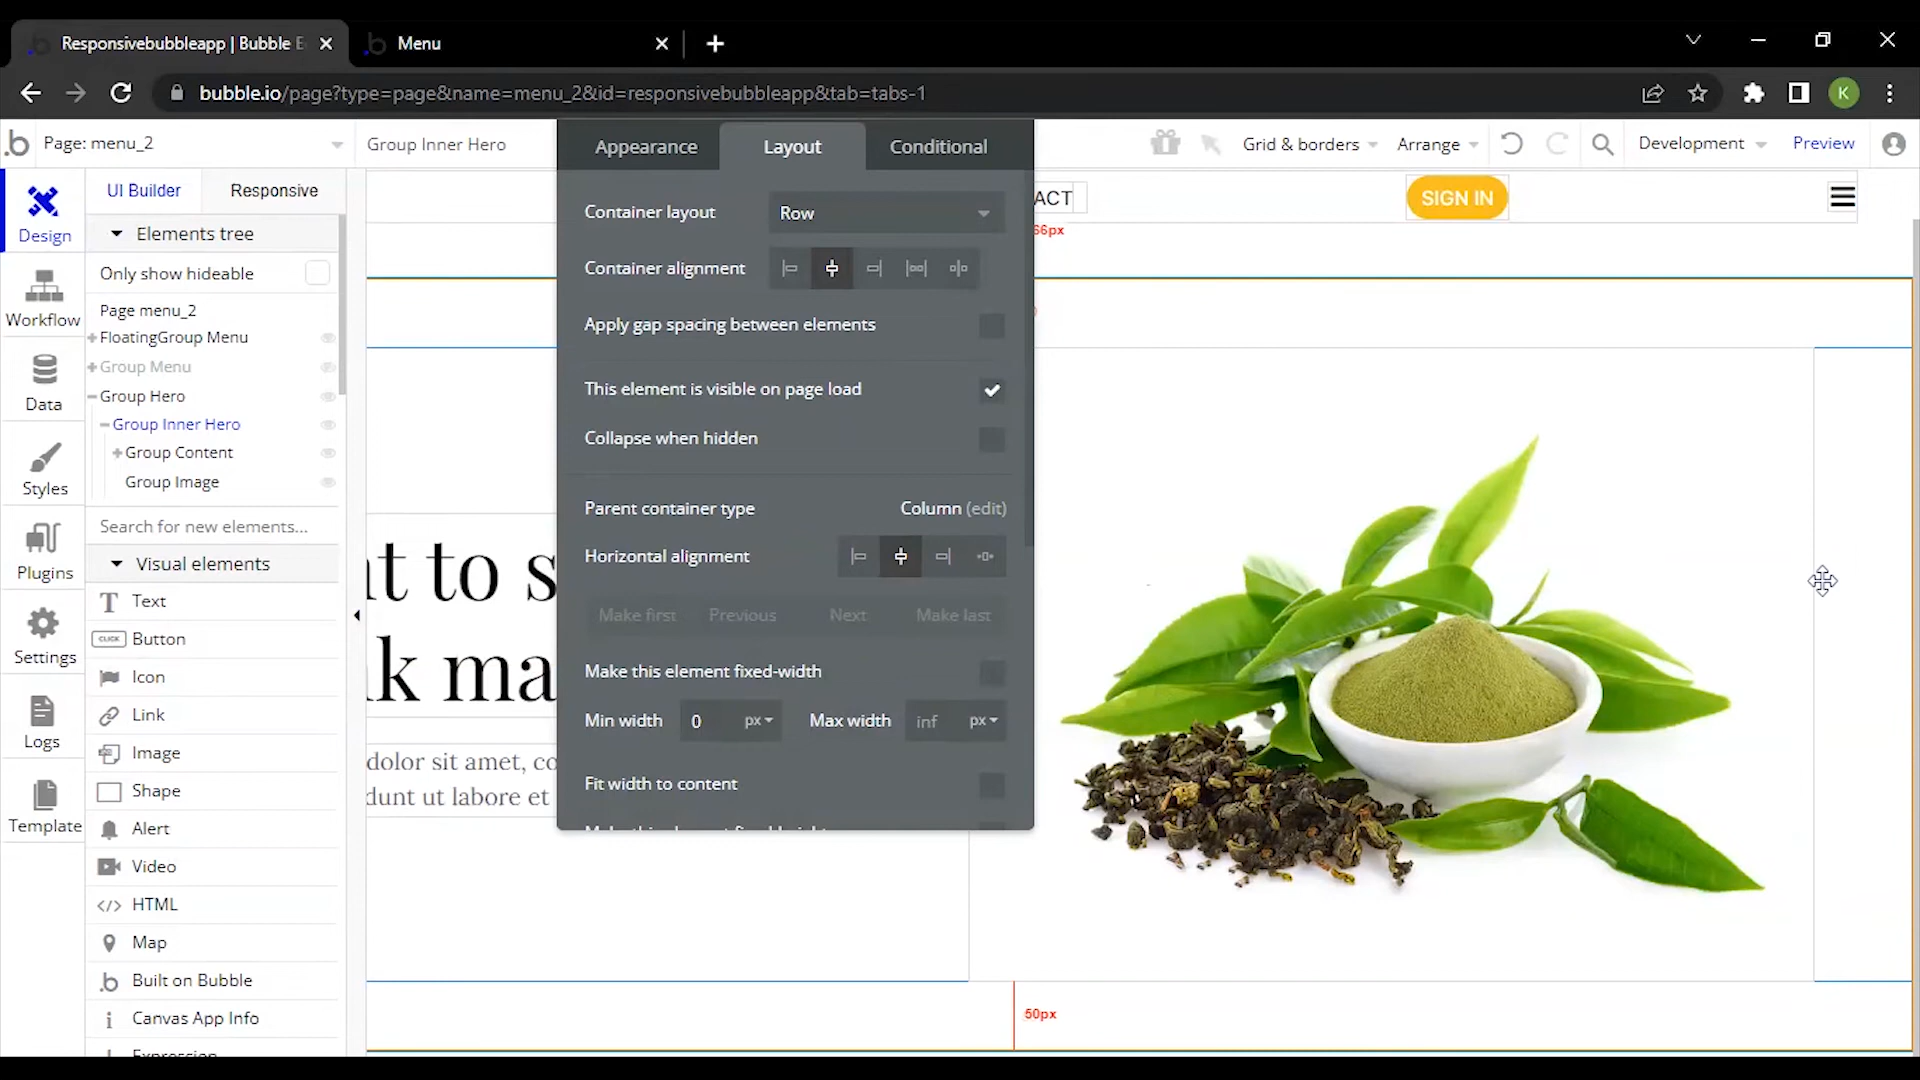 Responsivebubbleapp | Bubble E
Menu
bubble.io/page?type=page&name=menu_2&id=responsivebubbleapp&tab=tabs-1
K
Page: menu_2
Group Inner Hero
Grid & borders
Arrange
Development
Preview
Appearance
Layout
Conditional
Design
Workflow
Data
Styles
Plugins
Settings
Logs
Template
UI Builder
Responsive
Elements tree
Only show hideable
Page menu_2
FloatingGroup Menu
Group Menu
Group Hero
Group Inner Hero
Group Content
Group Image
Search for new elements...
Visual elements
Text
CLICK Button
Icon
Link
Image
Shape
Alert
Video
HTML
Map
Built on Bubble
Canvas App Info
Container layout
Row
Container alignment
Apply gap spacing between elements
This element is visible on page load
Collapse when hidden
Parent container type
Column (edit)
Horizontal alignment
Make first
Previous
Next
Make last
Make this element fixed-width
Min width
0
px
Max width
inf
px
Fit width to content
ACT
SIGN IN
66px
nt to s
nk ma
dolor sit amet, co
dunt ut labore et
50px